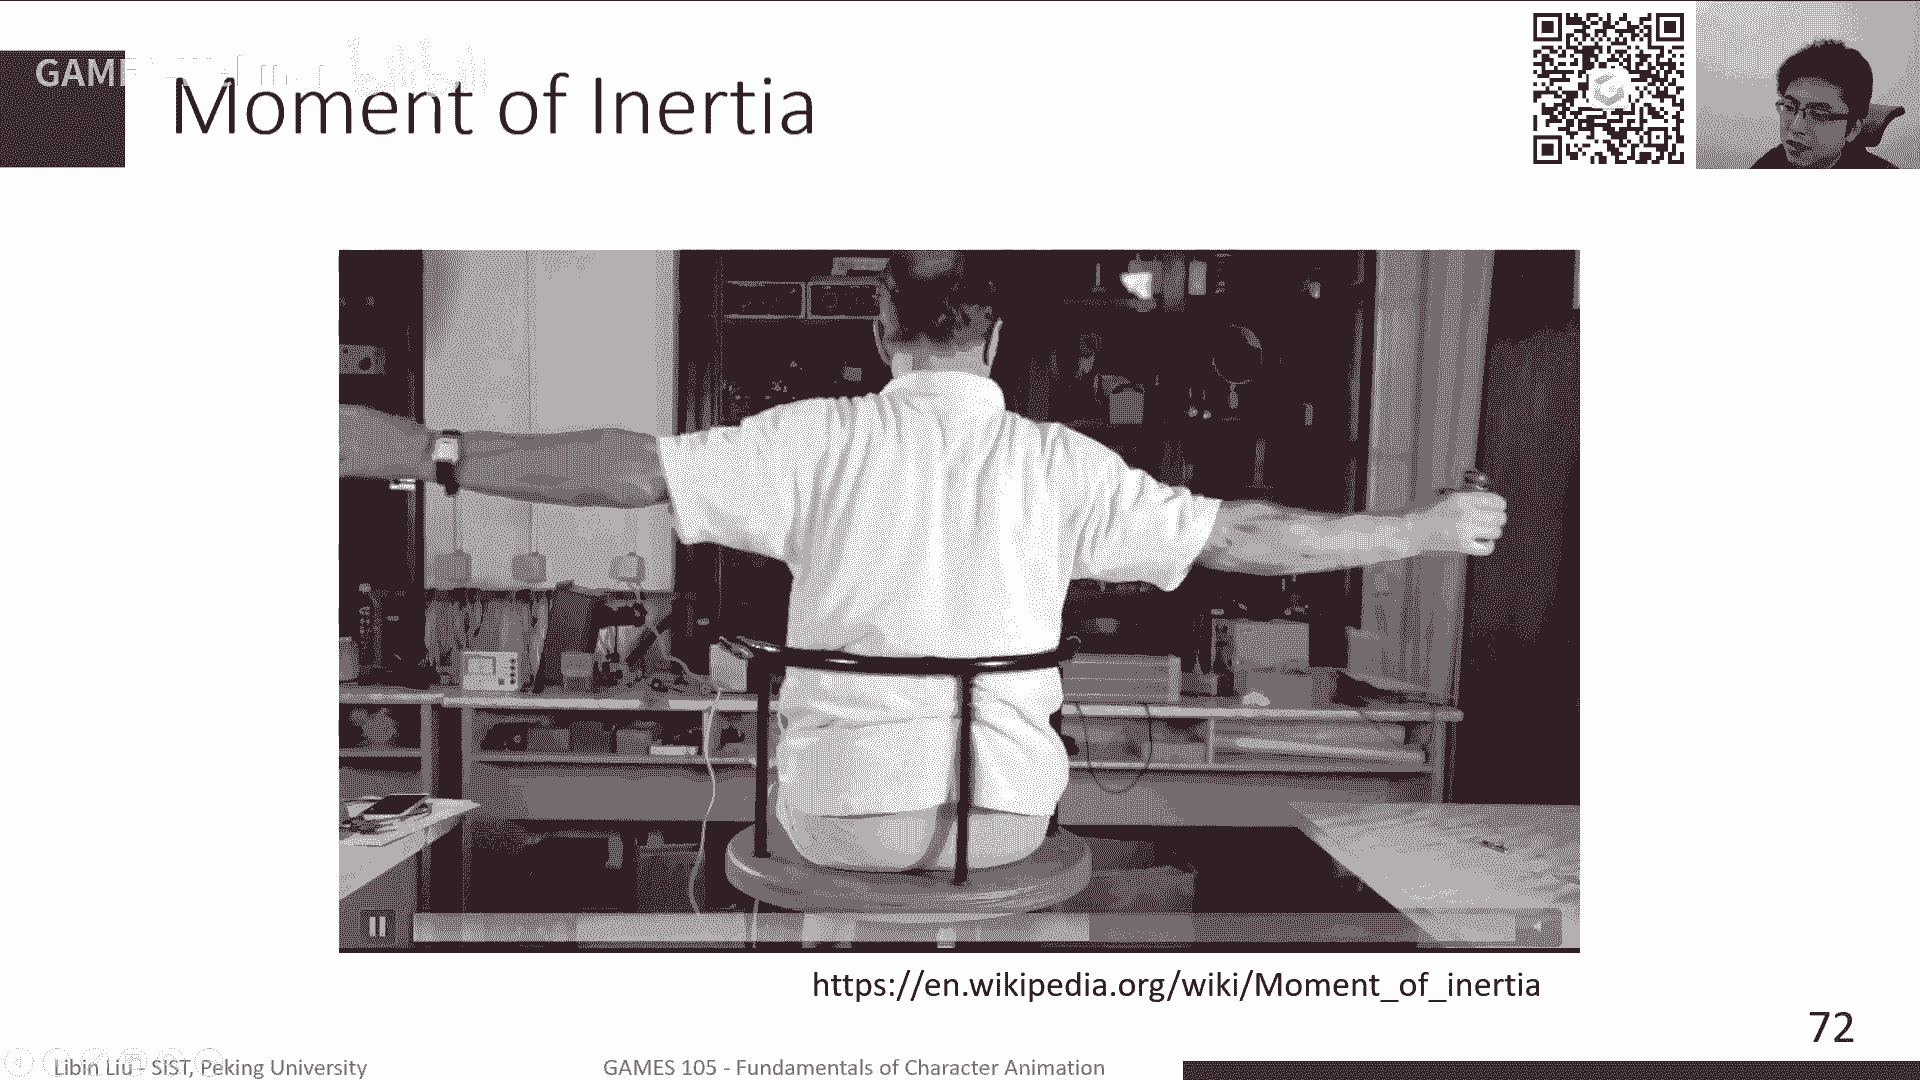 GAM
Moment of Inertia
https://en.wikipedia.org/wiki/Moment_of_inertia
72
Libin Liu - SIST, Peking University
GAMES 105 - Fundamentals of Character Animation